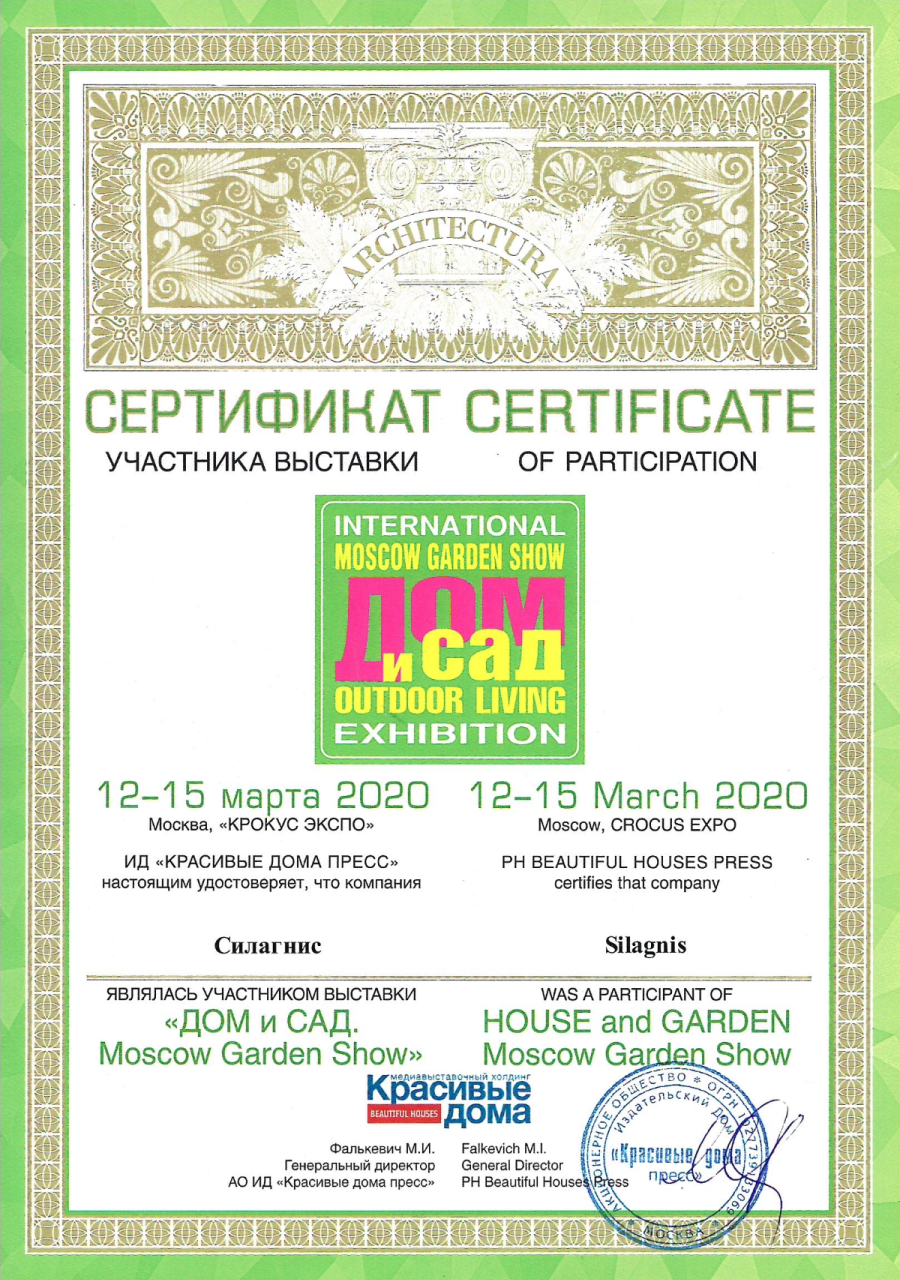 ARCHITECTURA
СЕРТИФИКАТ CERTIFICATE
УЧАСТНИКА ВЫСТАВКИ
OF PARTICIPATION
INTERNATIONAL
MOSCOW GARDEN SHOW
ДОМ
и сад
OUTDOOR LIVING
EXHIBITION
12–15 марта 2020
Москва, «КРОКУС ЭКСПО»
ИД «КРАСИВЫЕ ДОМА ПРЕСС»
настоящим удостоверяет, что компания
Силагнис
12–15 March 2020
Moscow, CROCUS EXPO
PH BEAUTIFUL HOUSES PRESS
certifies that company
Silagnis
ЯВЛЯЛАСЬ УЧАСТНИКОМ ВЫСТАВКИ
«ДОМ и САД.
Moscow Garden Show»
WAS A PARTICIPANT OF
HOUSE and GARDEN
Moscow Garden Show
медиавыставочный холдинг
Красивые
BEAUTIFUL HOUSES
дома
Фалькевич М.И.
Генеральный директор
АО ИД «Красивые дома пресс»
Falkevich M.I.
General Director
PH Beautiful Houses Press
АКЦИОНЕРНОЕ ОБЩЕСТВО * ОГРН
Издательский Дом
«Красивые дома
пресс»
* МОСКВА *